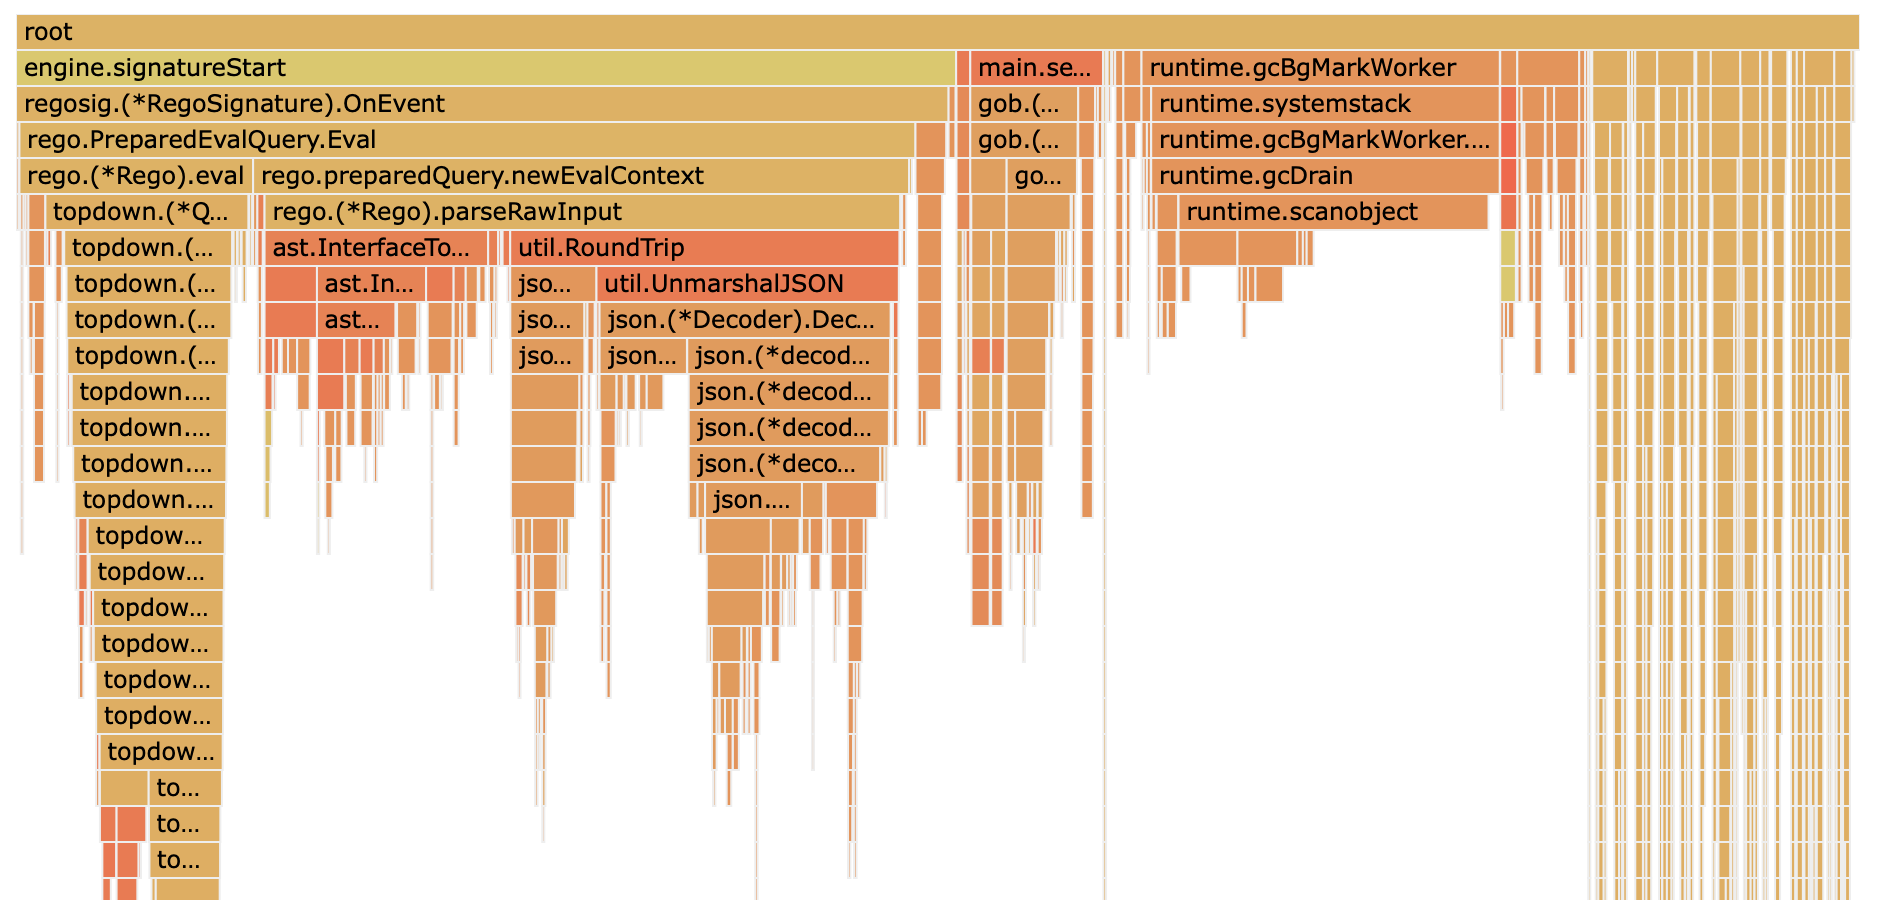 root
engine.signatureStart main.se... runtime.gcBgMarkWorker
regosig.(*RegoSignature).OnEvent gob.(... runtime.systemstack
rego.PreparedEvalQuery.Eval gob.(... runtime.gcBgMarkWorker....
rego.(*Rego).eval rego.preparedQuery.newEvalContext go... runtime.gcDrain
topdown.(*Q... rego.(*Rego).parseRawInput runtime.scanobject
topdown.(... ast.InterfaceTo... util.RoundTrip
topdown.(... ast.In... jso... util.UnmarshalJSON
topdown.(... ast... jso... json.(*Decoder).Dec...
topdown.(... jso... json... json.(*decod...
topdown.... json.(*decod...
topdown.... json.(*decod...
topdown.... json.(*deco...
topdown.... json....
topdow...
topdow...
topdow...
topdow...
topdow...
topdow...
topdow...
to...
to...
to...